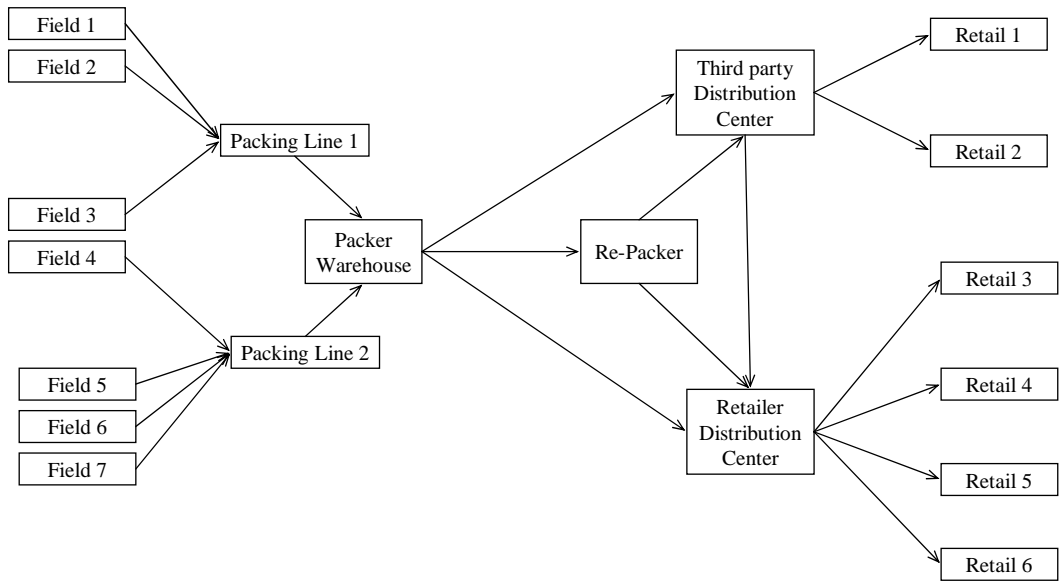 Field 1
Field 2
Packing Line 1
Field 3
Field 4
Packing Line 2
Field 5
Field 6
Field 7
Packer
Warehouse
Re-Packer
Third party
Distribution
Center
Retailer
Distribution
Center
Retail 1
Retail 2
Retail 3
Retail 4
Retail 5
Retail 6